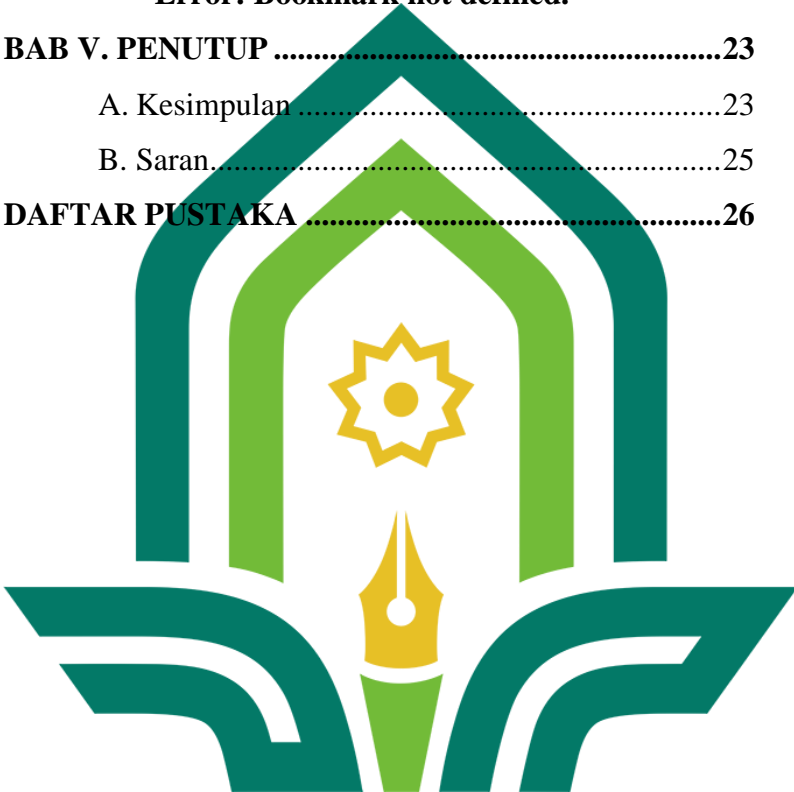 Error! Bookmark not defined.
BAB V. PENUTUP ........................................................23
A. Kesimpulan .....................................................23
B. Saran................................................................25
DAFTAR PUSTAKA ....................................................26